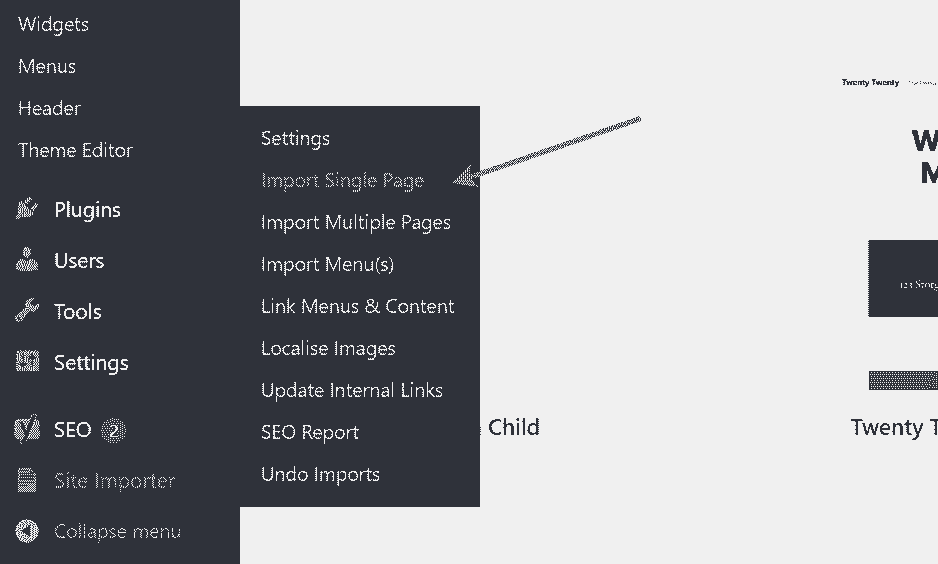 Widgets
Menus
Header
Theme Editor
Plugins
Users
Tools
Settings
SEO 2
Site Importer
Collapse menu
Settings
Import Single Page
Import Multiple Pages
Import Menu(s)
Link Menus & Content
Localise Images
Update Internal Links
SEO Report
Undo Imports
Child
Twenty Twenty
W
M
123 Storg
Twenty T